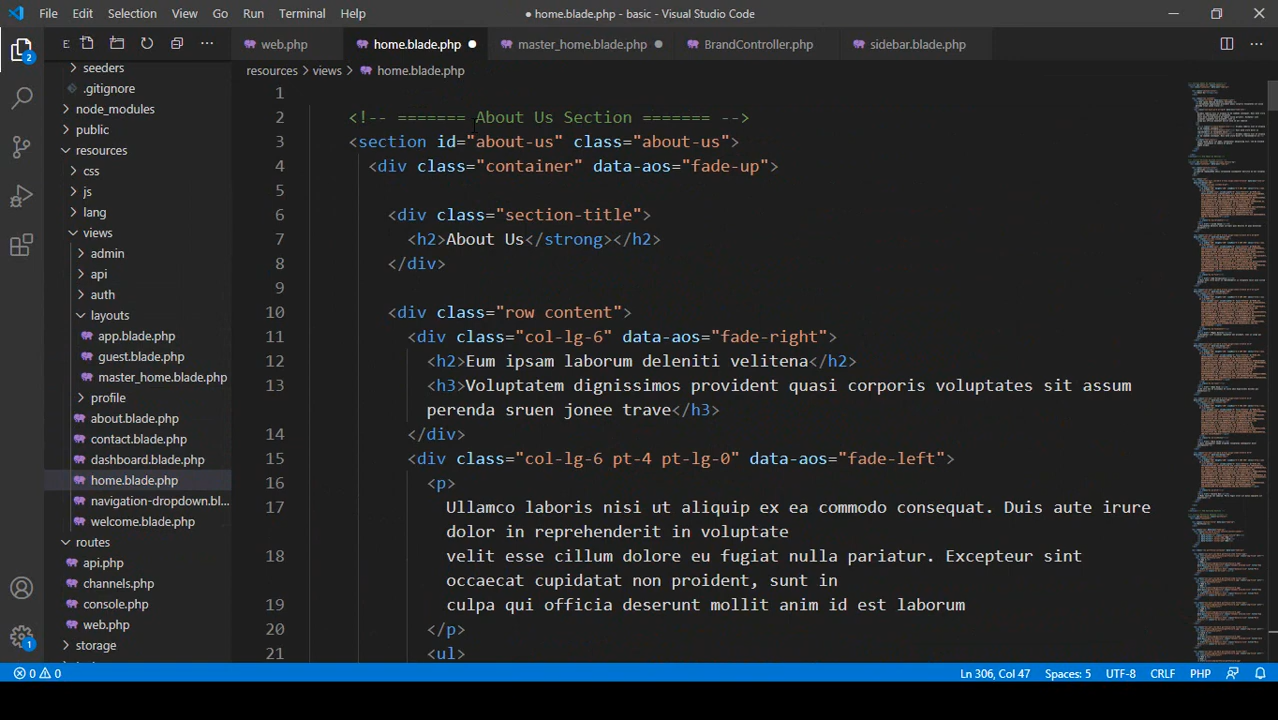 File Edit Selection View Go Run Terminal Help
● home.blade.php - basic - Visual Studio Code
E
web.php
home.blade.php
master_home.blade.php
BrandController.php
sidebar.blade.php
resources > views > home.blade.php
2
1
seeders
.gitignore
node_modules
public
resources
css
js
lang
views
admin
api
auth
layouts
app.blade.php
guest.blade.php
master_home.blade.php
profile
about.blade.php
contact.blade.php
dashboard.blade.php
home.blade.php
navigation-dropdown.bl...
welcome.blade.php
routes
api.php
channels.php
console.php
web.php
storage
1
2 <!-- ======= About Us Section ======= -->
3 <section id="about-us" class="about-us">
4 <div class="container" data-aos="fade-up">
5
6 <div class="section-title">
7 <h2>About Us</strong></h2>
8 </div>
9
10 <div class="row content">
11 <div class="col-lg-6" data-aos="fade-right">
12 <h2>Eum ipsam laborum deleniti velitena</h2>
13 <h3>Voluptatem dignissimos provident quasi corporis voluptates sit assum
perenda sruen jonee trave</h3>
14 </div>
15 <div class="col-lg-6 pt-4 pt-lg-0" data-aos="fade-left">
16 <p>
17 Ullamco laboris nisi ut aliquip ex ea commodo consequat. Duis aute irure
dolor in reprehenderit in voluptate
18 velit esse cillum dolore eu fugiat nulla pariatur. Excepteur sint
occaecat cupidatat non proident, sunt in
19 culpa qui officia deserunt mollit anim id est laborum
20 </p>
21 <ul>
0 0
Ln 306, Col 47 Spaces: 5 UTF-8 CRLF PHP